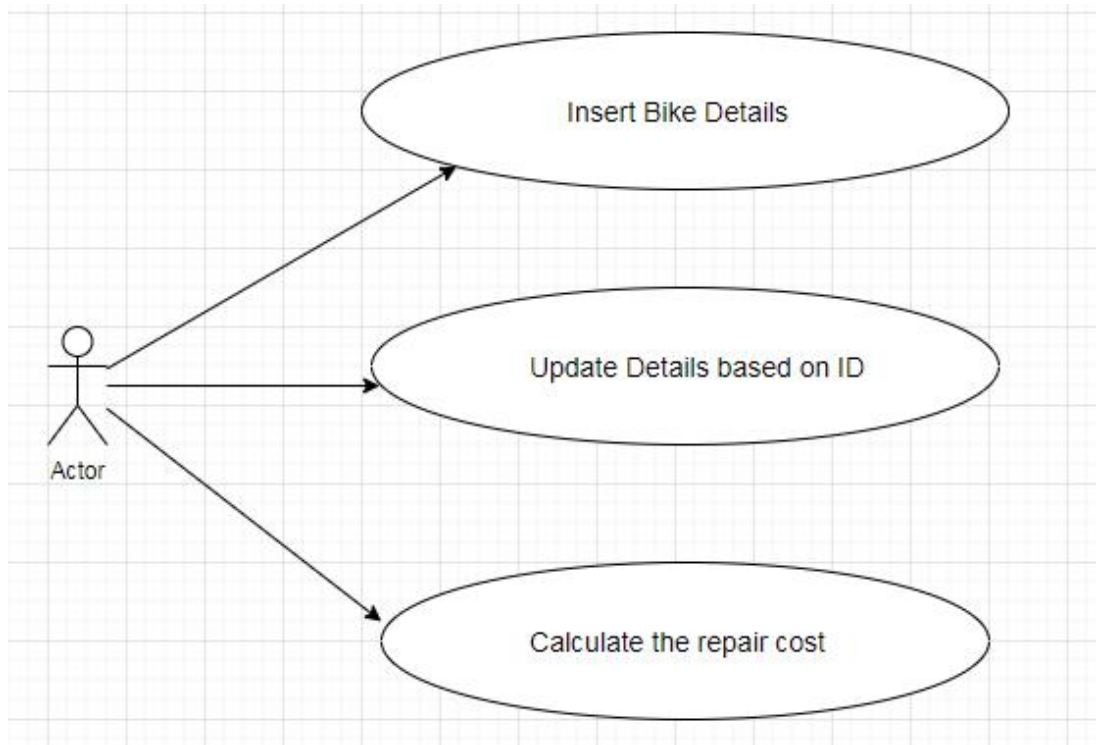 Insert Bike Details
Update Details based on ID
Actor
Calculate the repair cost